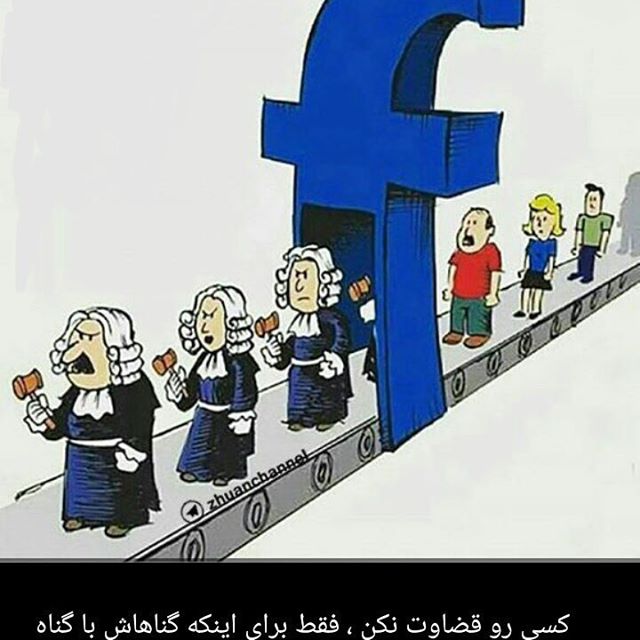 f
zhuanchannel
کسی رو قضاوت نکن ، فقط برای اینکه گناهاش با گناه